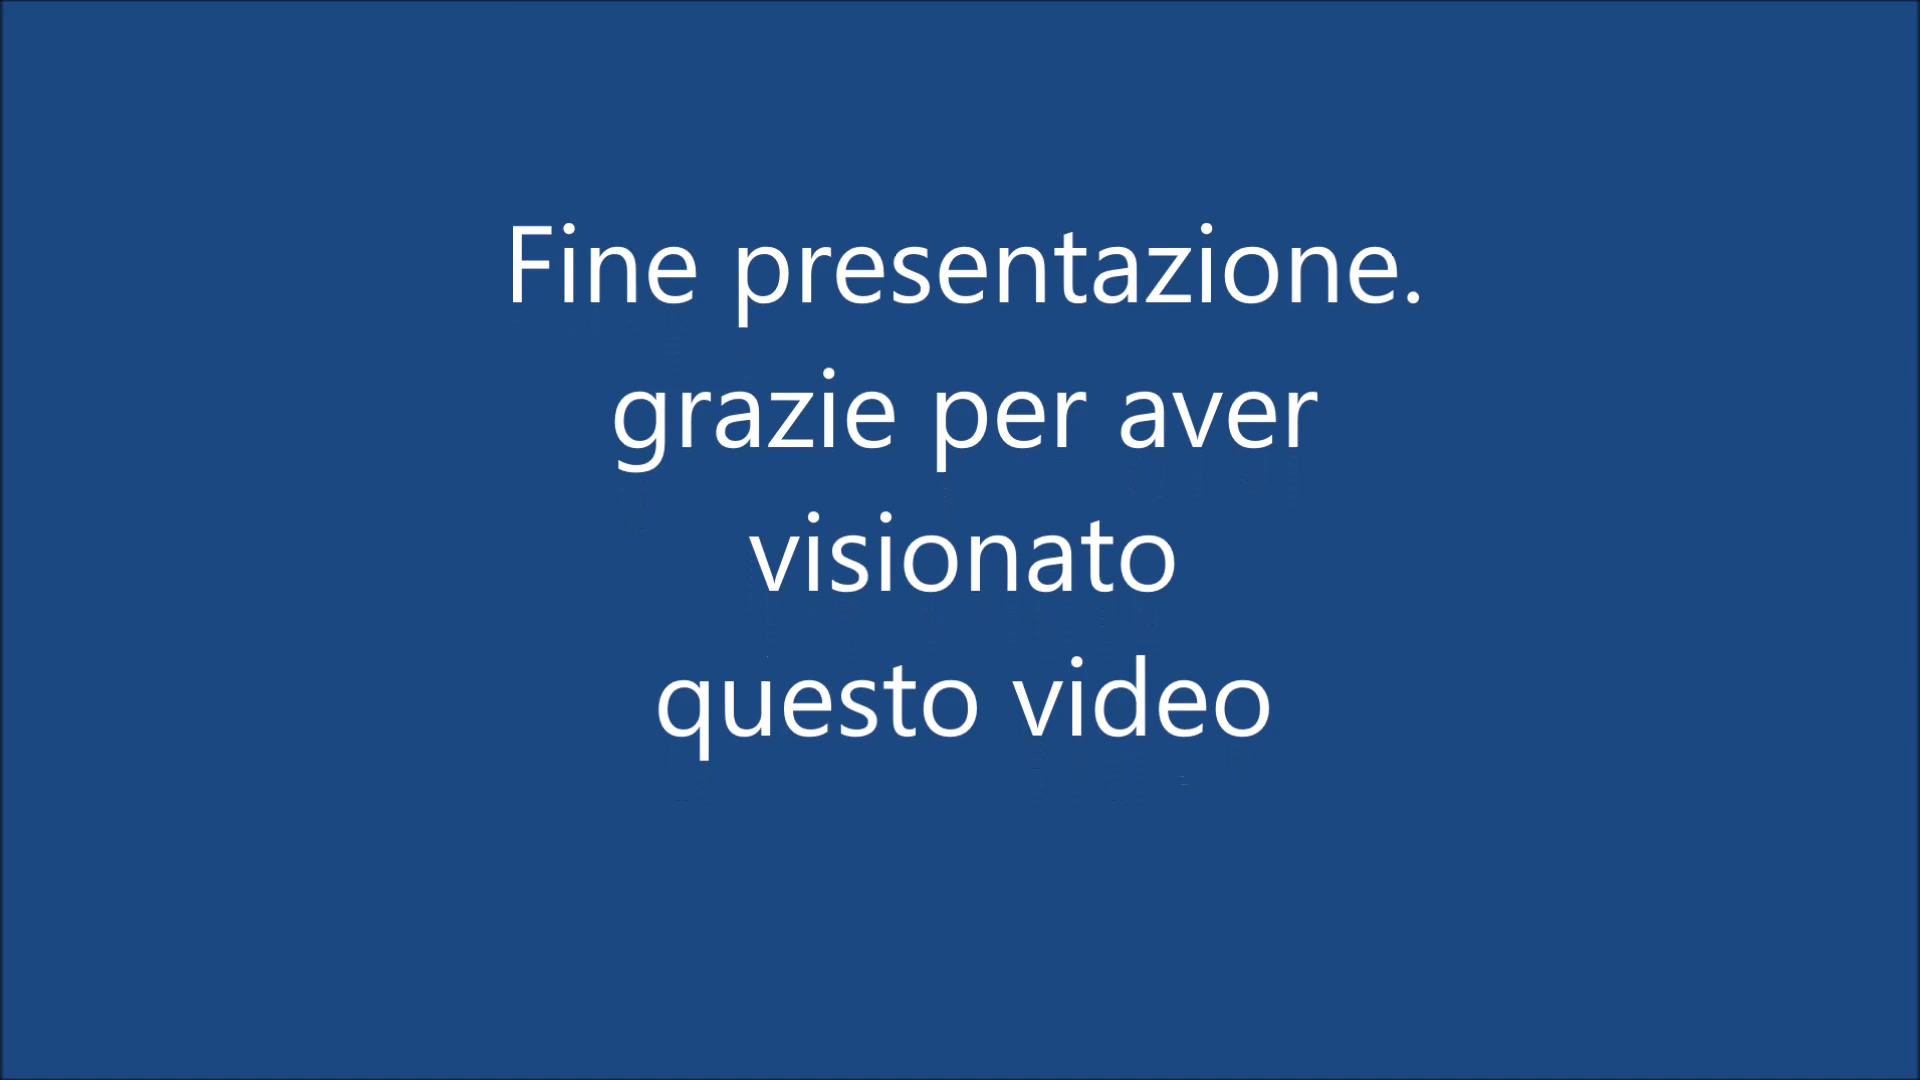 Fine presentazione.
grazie per aver
visionato
questo video